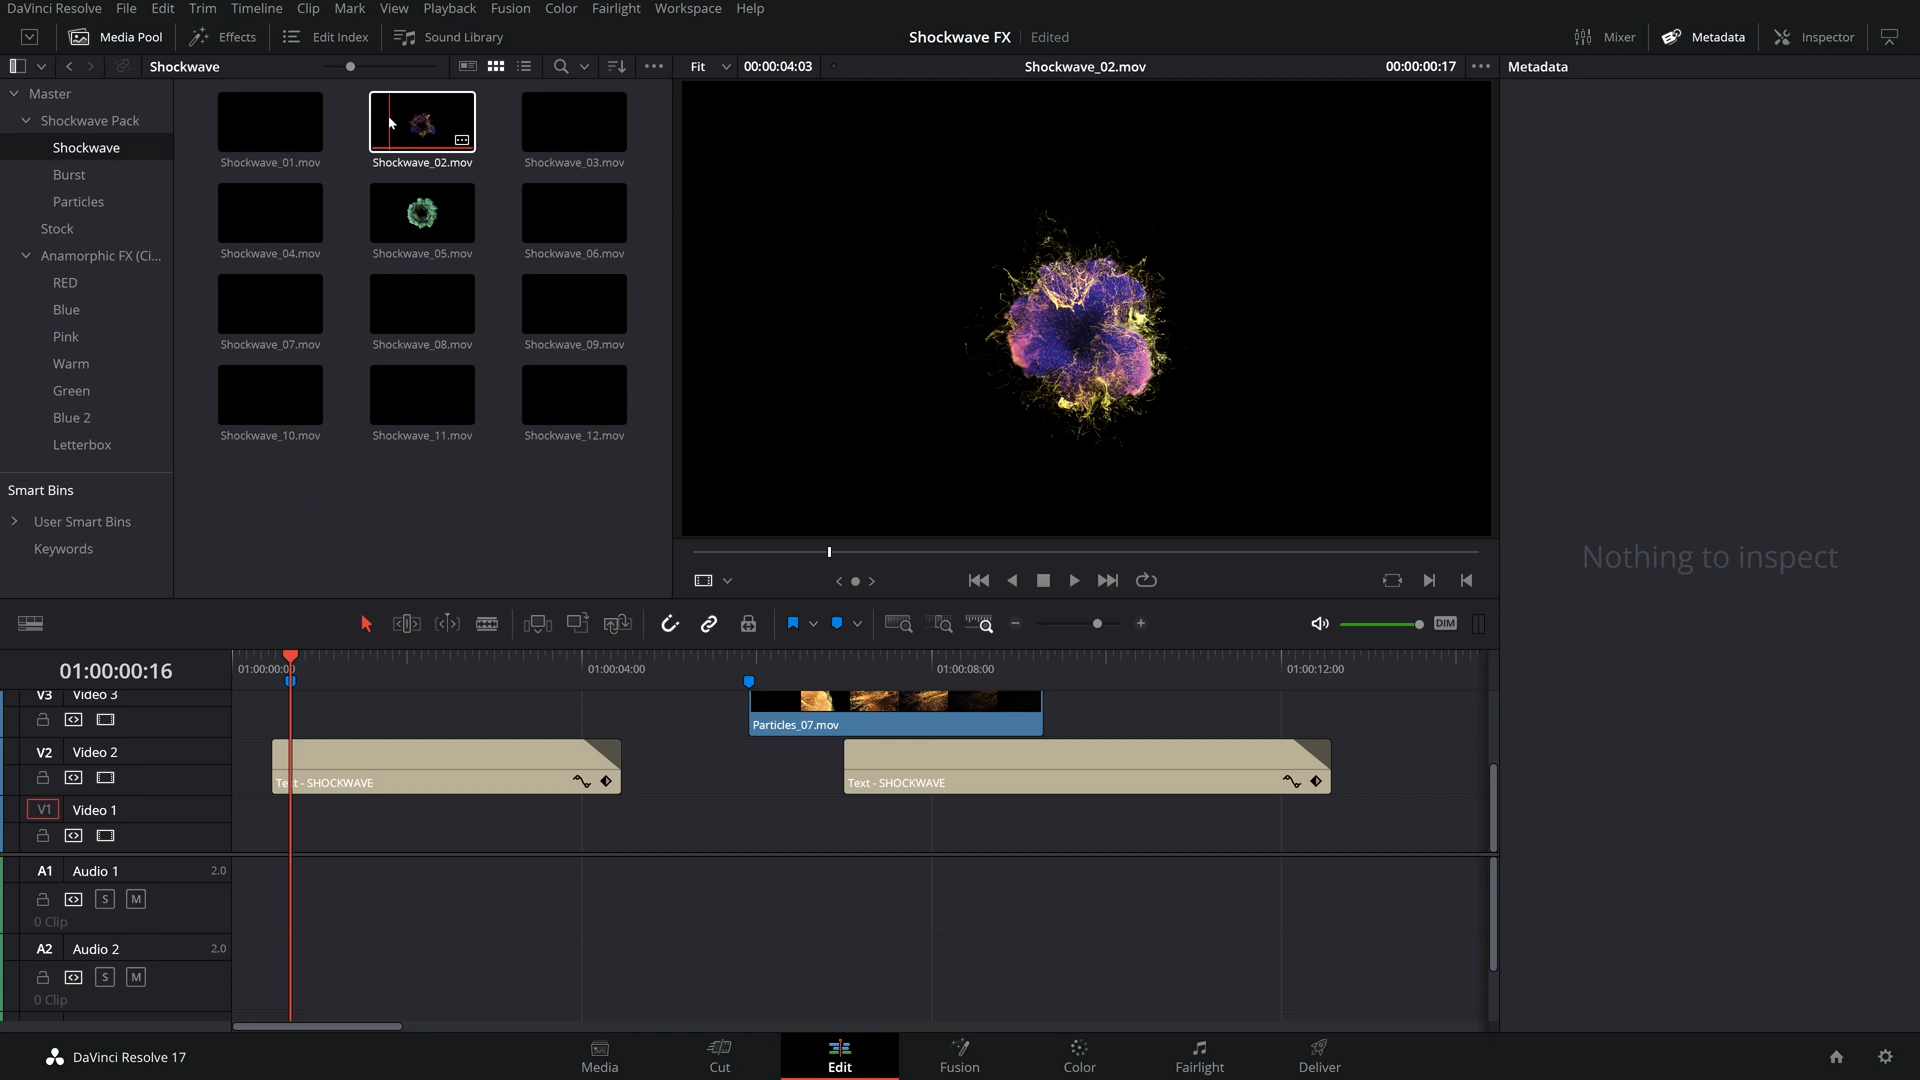 DaVinci Resolve File Edit Trim Timeline Clip Mark View Playback Fusion Color Fairlight Workspace Help
Media Pool Effects Edit Index Sound Library Shockwave FX Edited Mixer Metadata Inspector
Shockwave Fit 00:00:04:03 Shockwave_02.mov 00:00:00:17 Metadata
Master
Shockwave Pack
Shockwave
Burst
Particles
Stock
Anamorphic FX (Ci...
RED
Blue
Pink
Warm
Green
Blue 2
Letterbox
Smart Bins
User Smart Bins
Keywords
Shockwave_01.mov Shockwave_02.mov Shockwave_03.mov
Shockwave_04.mov Shockwave_05.mov Shockwave_06.mov
Shockwave_07.mov Shockwave_08.mov Shockwave_09.mov
Shockwave_10.mov Shockwave_11.mov Shockwave_12.mov
Nothing to inspect
DIM
01:00:00:16 01:00:00:00 01:00:04:00 01:00:08:00 01:00:12:00
V3 Video 3
Particles_07.mov
V2 Video 2
Text - SHOCKWAVE Text - SHOCKWAVE
V1 Video 1
A1 Audio 1 2.0
S M
0 Clip
A2 Audio 2 2.0
S M
0 Clip
DaVinci Resolve 17 Media Cut Edit Fusion Color Fairlight Deliver